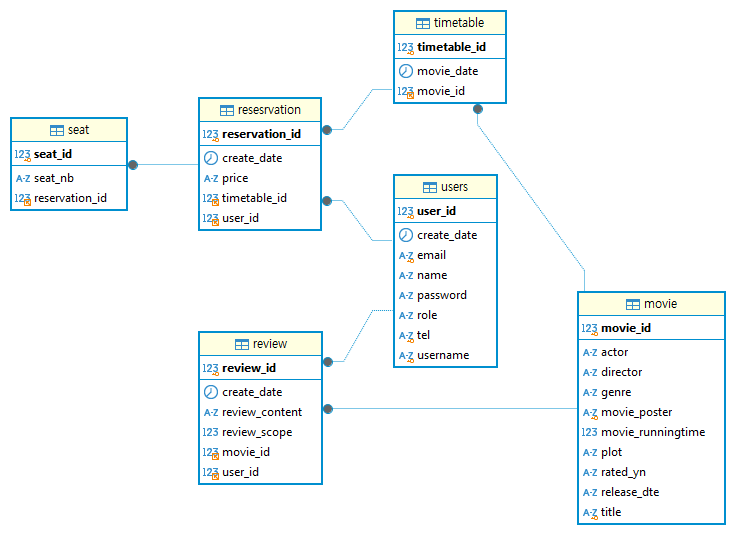 timetable
123 timetable_id
movie_date
123 movie_id
resesrvation
123 reservation_id
create_date
A-Z price
123 timetable_id
123 user_id
seat
123 seat_id
A-Z seat_nb
123 reservation_id
users
123 user_id
create_date
A-Z email
A-Z name
A-Z password
A-Z role
A-Z tel
A-Z username
review
123 review_id
create_date
A-Z review_content
123 review_scope
123 movie_id
123 user_id
movie
123 movie_id
A-Z actor
A-Z director
A-Z genre
A-Z movie_poster
123 movie_runningtime
A-Z plot
A-Z rated_yn
A-Z release_dte
A-Z title